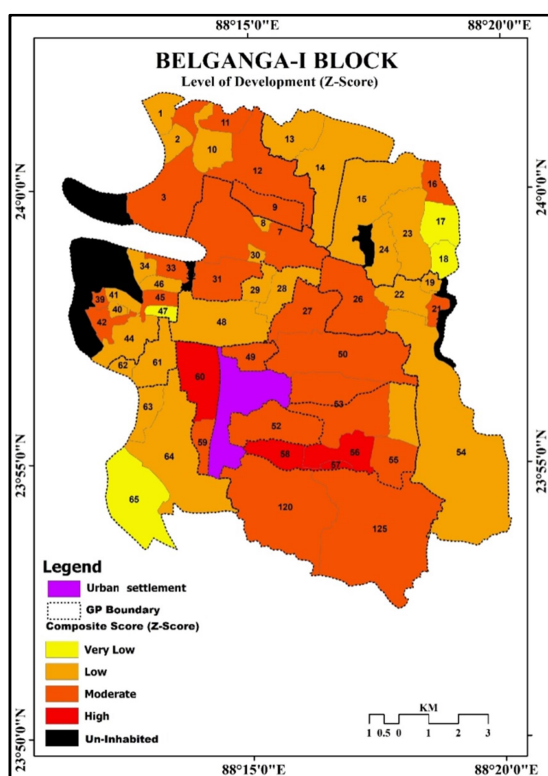 88°15'0"E
88°20'0"E
BELGANGA-I BLOCK
Level of Development (Z-Score)
24°0'0"N
24°0'0"N
23°55'0"N
23°55'0"N
23°50'0"N
88°15'0"E
88°20'0"E
1
2
11
10
13
12
14
3
9
15
16
8
7
17
23
24
18
30
34
33
31
19
46
29
28
26
22
39
41
45
40
47
27
21
42
48
44
49
50
62
61
60
63
53
52
59
64
58
56
57
55
54
65
120
125
Legend
Urban settlement
GP Boundary
Composite Score (Z-Score)
Very Low
Low
Moderate
High
Un-Inhabited
KM
1 0.5 0 1 2 3